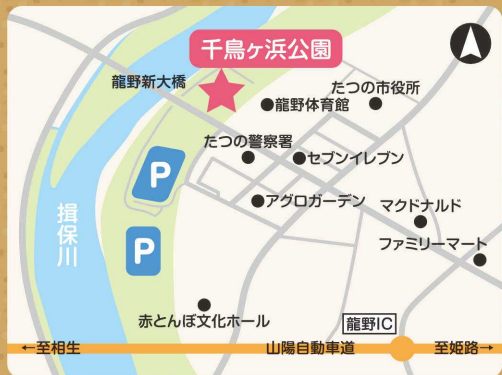 千鳥ヶ浜公園
龍野新大橋
たつの市役所
龍野体育館
たつの警察署
セブンイレブン
P
アグロガーデン
マクドナルド
揖保川
P
ファミリーマート
赤とんぼ文化ホール
龍野IC
←至相生
山陽自動車道
至姫路→